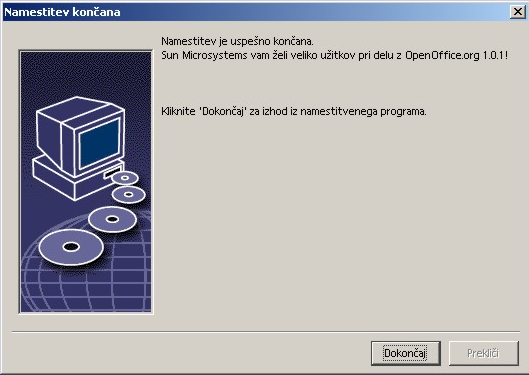 Namestitev končana
Namestitev je uspešno končana.
Sun Microsystems vam želi veliko užitkov pri delu z OpenOffice.org 1.0.1!
Kliknite 'Dokončaj' za izhod iz namestitvenega programa.
Dokončaj
Prekliči